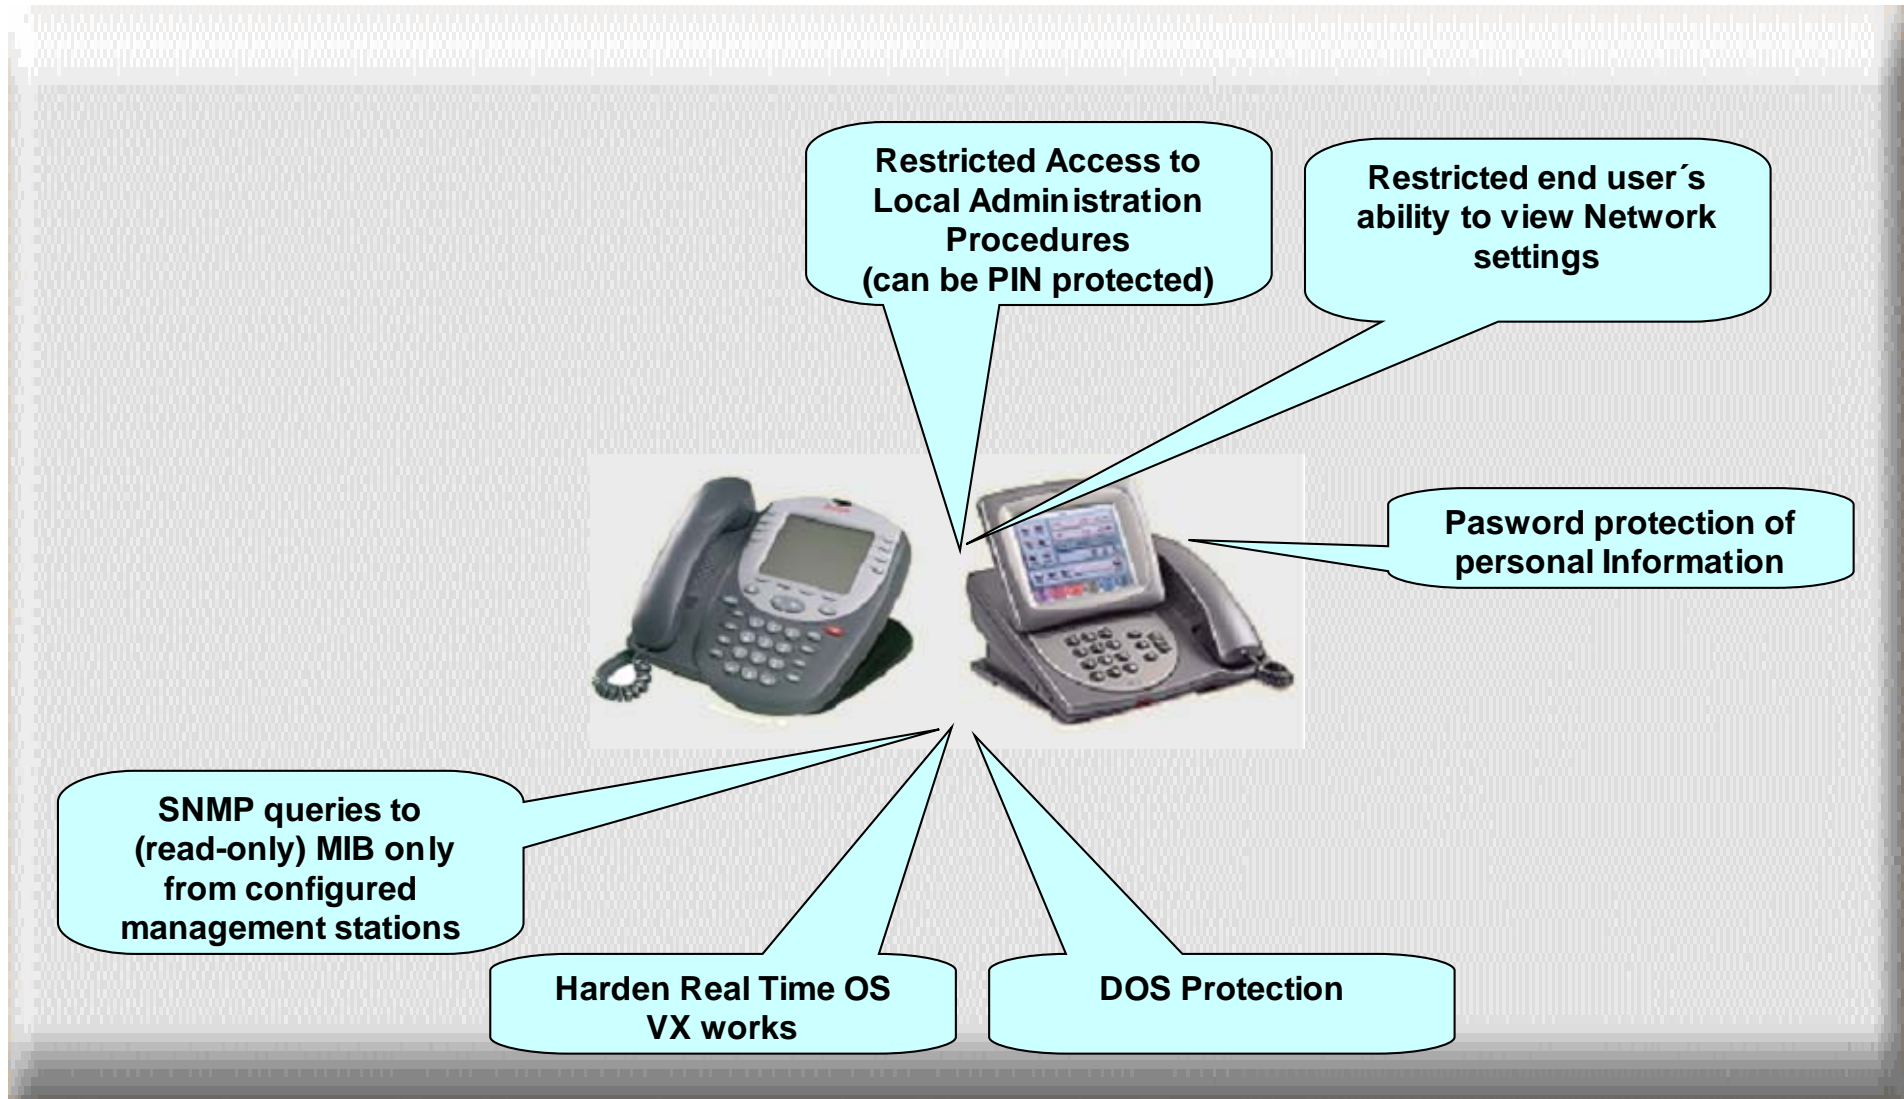 Restricted Access to
Local Administration
Procedures
(can be PIN protected)
Restricted end user´s
ability to view Network
settings
Pasword protection of
personal Information
SNMP queries to
(read-only) MIB only
from configured
management stations
Harden Real Time OS
VX works
DOS Protection